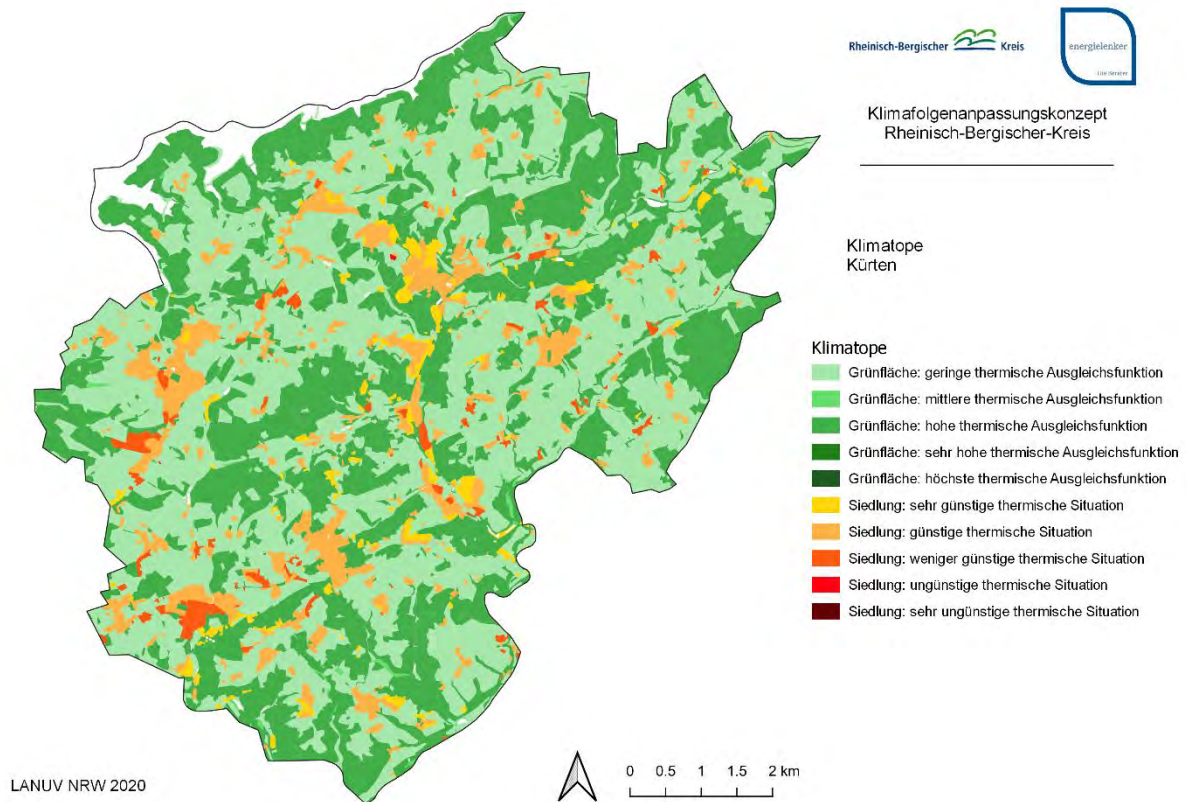 Rheinisch-Bergischer Kreis
energielenker
Klimafolgenanpassungskonzept
Rheinisch-Bergischer-Kreis
Klimatope
Kürten
Klimatope
Grünfläche: geringe thermische Ausgleichsfunktion
Grünfläche: mittlere thermische Ausgleichsfunktion
Grünfläche: hohe thermische Ausgleichsfunktion
Grünfläche: sehr hohe thermische Ausgleichsfunktion
Grünfläche: höchste thermische Ausgleichsfunktion
Siedlung: sehr günstige thermische Situation
Siedlung: günstige thermische Situation
Siedlung: weniger günstige thermische Situation
Siedlung: ungünstige thermische Situation
Siedlung: sehr ungünstige thermische Situation
LANUV NRW 2020
0 0.5 1 1.5 2 km